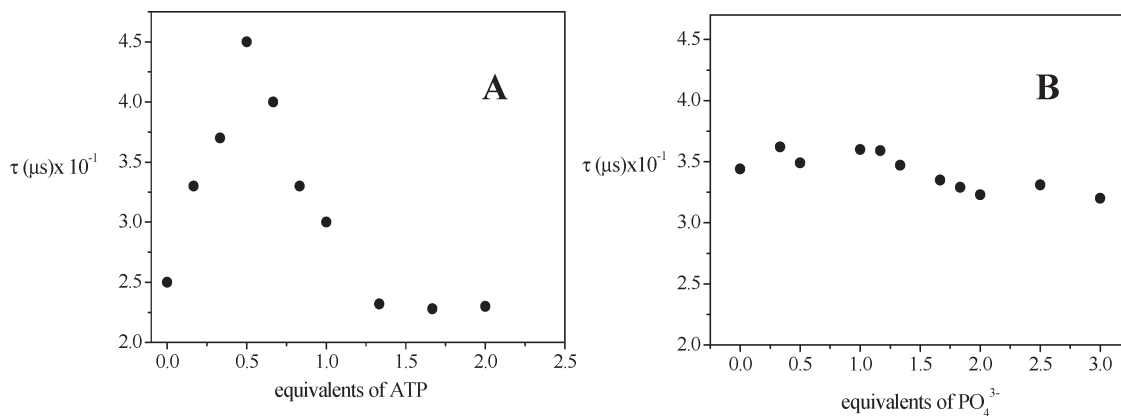 4.5
4.0
3.5
3.0
2.5
2.0
τ (µs)x 10⁻¹
A
0.0 0.5 1.0 1.5 2.0 2.5
equivalents of ATP
4.5
4.0
3.5
3.0
2.5
2.0
τ (µs)x10⁻¹
B
0.0 0.5 1.0 1.5 2.0 2.5 3.0
equivalents of PO₄³⁻